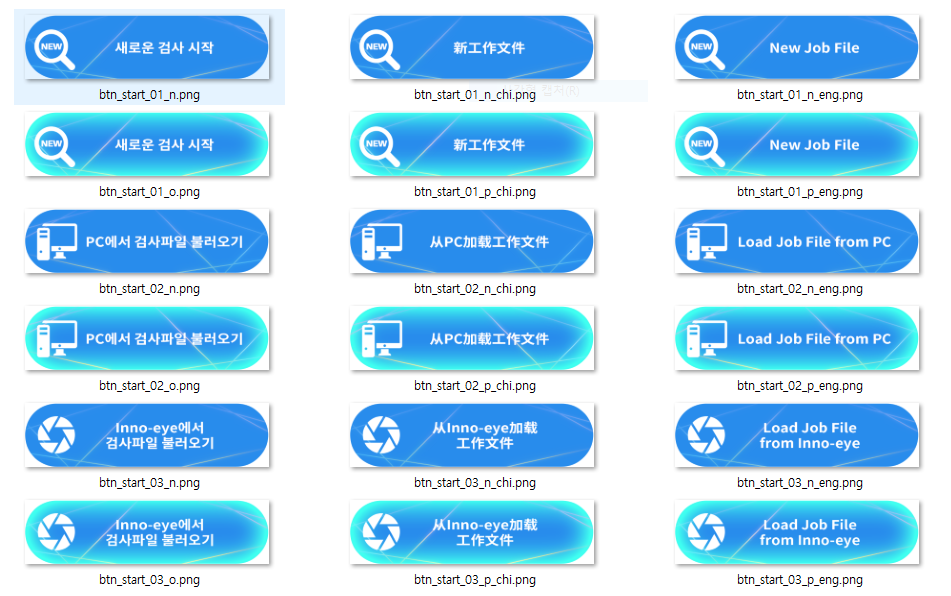 NEW 새로운 검사 시작
NEW 新工作文件
NEW New Job File
btn_start_01_n.png
btn_start_01_n_chi.png
btn_start_01_n_eng.png
NEW 새로운 검사 시작
NEW 新工作文件
NEW New Job File
btn_start_01_o.png
btn_start_01_p_chi.png
btn_start_01_p_eng.png
PC에서 검사파일 불러오기
从PC加载工作文件
Load Job File from PC
btn_start_02_n.png
btn_start_02_n_chi.png
btn_start_02_n_eng.png
PC에서 검사파일 불러오기
从PC加载工作文件
Load Job File from PC
btn_start_02_o.png
btn_start_02_p_chi.png
btn_start_02_p_eng.png
Inno-eye에서
검사파일 불러오기
从Inno-eye加载
工作文件
Load Job File
from Inno-eye
btn_start_03_n.png
btn_start_03_n_chi.png
btn_start_03_n_eng.png
Inno-eye에서
검사파일 불러오기
从Inno-eye加载
工作文件
Load Job File
from Inno-eye
btn_start_03_o.png
btn_start_03_p_chi.png
btn_start_03_p_eng.png